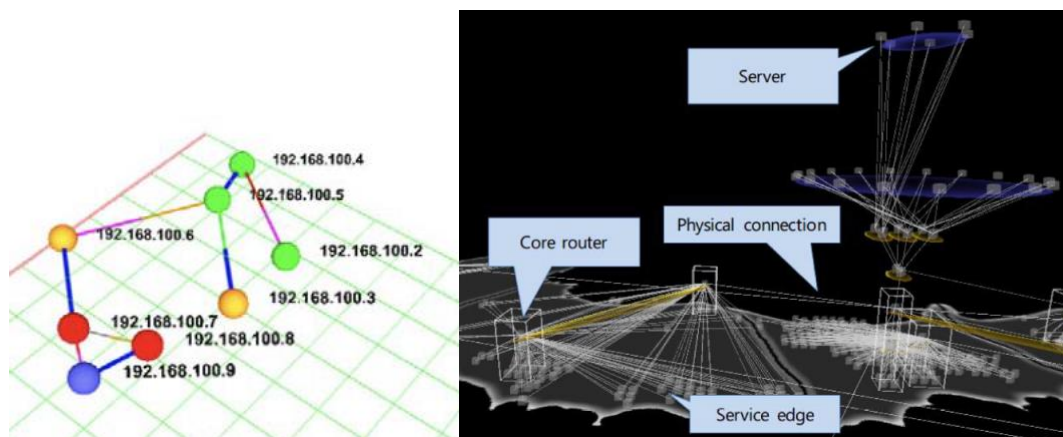 192.168.100.4
192.168.100.5
192.168.100.6
192.168.100.2
192.168.100.3
192.168.100.7
192.168.100.8
192.168.100.9
Server
Physical connection
Core router
Service edge